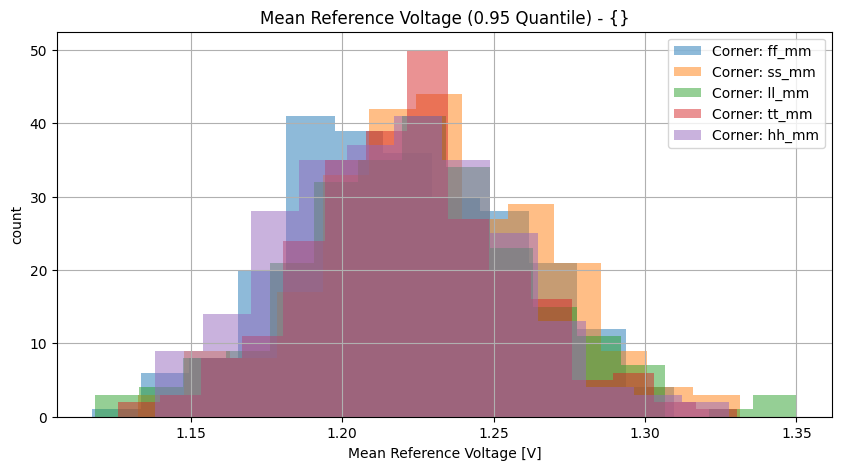 Mean Reference Voltage (0.95 Quantile) - {}
Corner: ff_mm
Corner: ss_mm
Corner: ll_mm
Corner: tt_mm
Corner: hh_mm
count
50
40
30
20
10
0
1.15 1.20 1.25 1.30 1.35
Mean Reference Voltage [V]